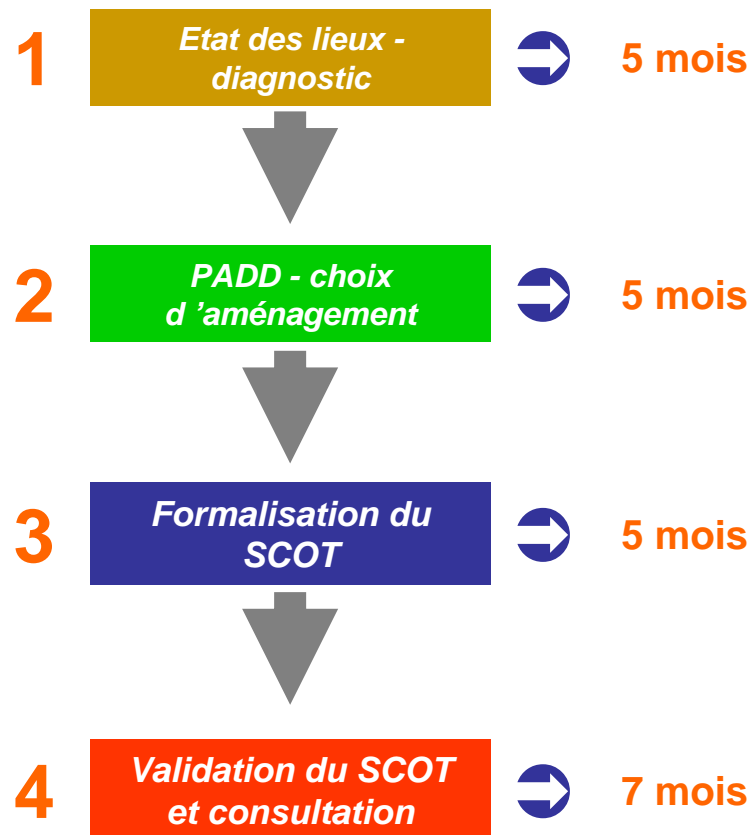 1
Etat des lieux -
diagnostic
5 mois
2
PADD - choix
d ’aménagement
5 mois
3
Formalisation du
SCOT
5 mois
4
Validation du SCOT
et consultation
7 mois